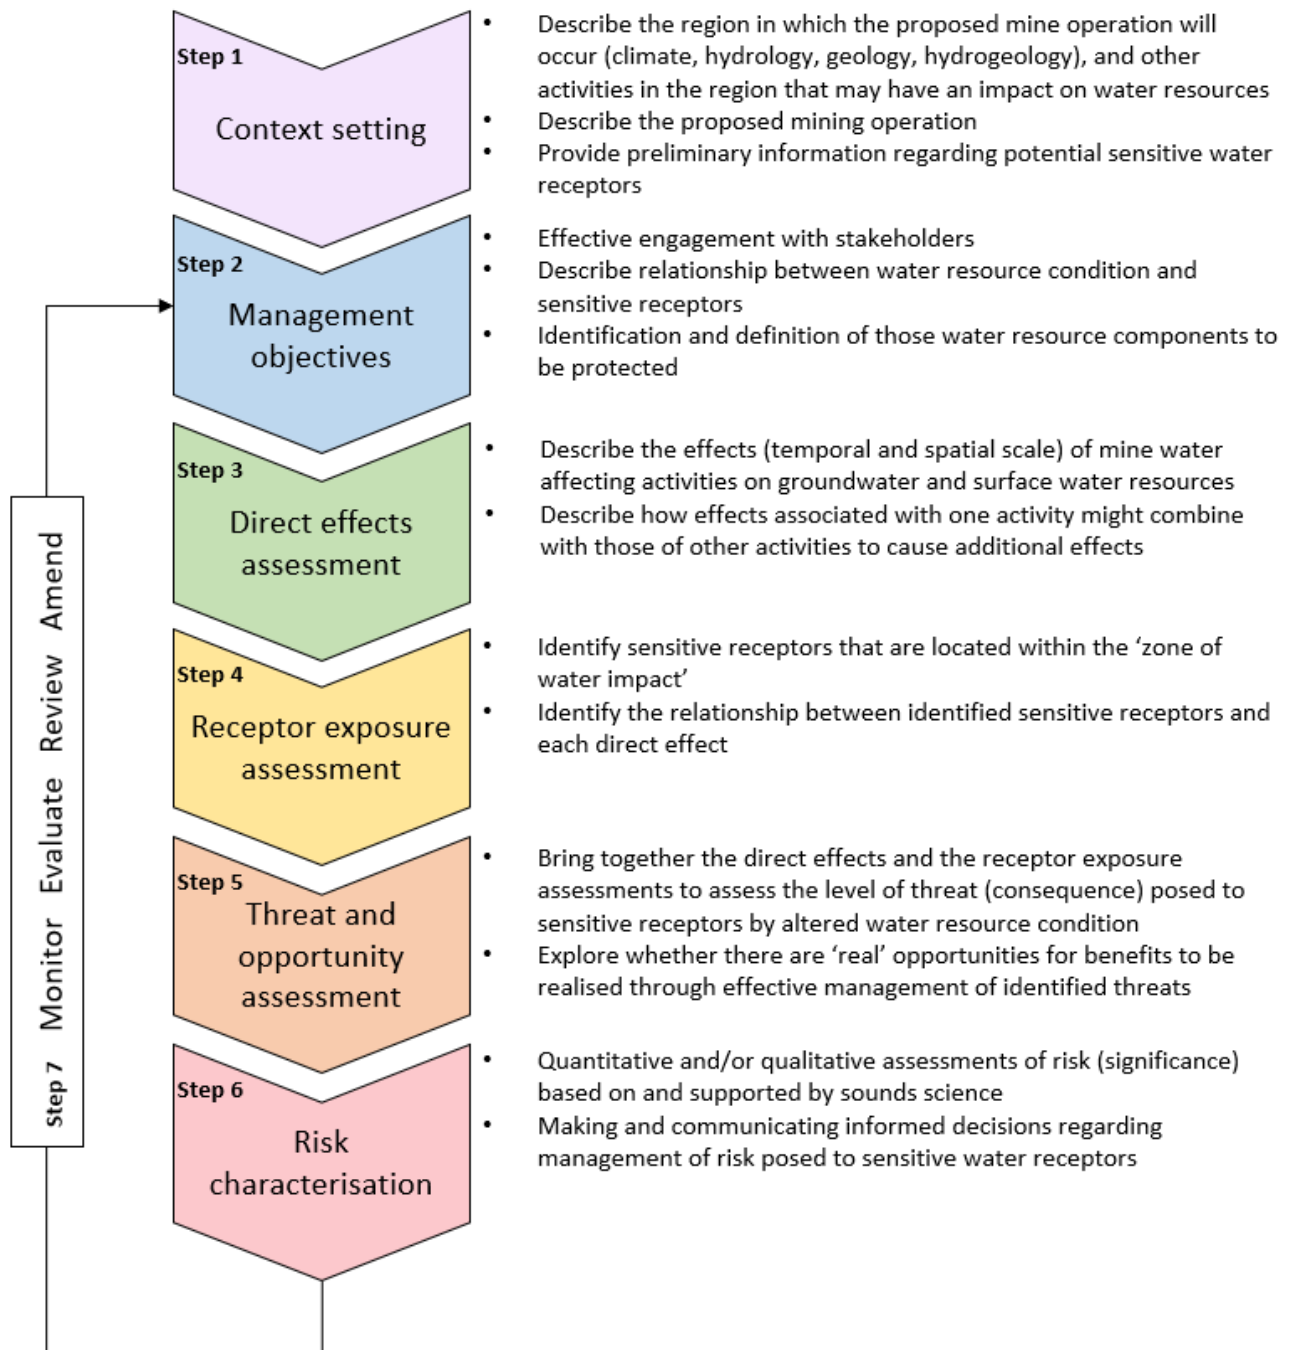 Step 1
Context setting
• Describe the region in which the proposed mine operation will
occur (climate, hydrology, geology, hydrogeology), and other
activities in the region that may have an impact on water resources
• Describe the proposed mining operation
• Provide preliminary information regarding potential sensitive water
receptors
Step 2
Management
objectives
• Effective engagement with stakeholders
• Describe relationship between water resource condition and
sensitive receptors
• Identification and definition of those water resource components to
be protected
Step 3
Direct effects
assessment
• Describe the effects (temporal and spatial scale) of mine water
affecting activities on groundwater and surface water resources
• Describe how effects associated with one activity might combine
with those of other activities to cause additional effects
Step 4
Receptor exposure
assessment
• Identify sensitive receptors that are located within the ‘zone of
water impact’
• Identify the relationship between identified sensitive receptors and
each direct effect
Step 5
Threat and
opportunity
assessment
• Bring together the direct effects and the receptor exposure
assessments to assess the level of threat (consequence) posed to
sensitive receptors by altered water resource condition
• Explore whether there are ‘real’ opportunities for benefits to be
realised through effective management of identified threats
Step 6
Risk
characterisation
• Quantitative and/or qualitative assessments of risk (significance)
based on and supported by sounds science
• Making and communicating informed decisions regarding
management of risk posed to sensitive water receptors
Step 7 Monitor Evaluate Review Amend